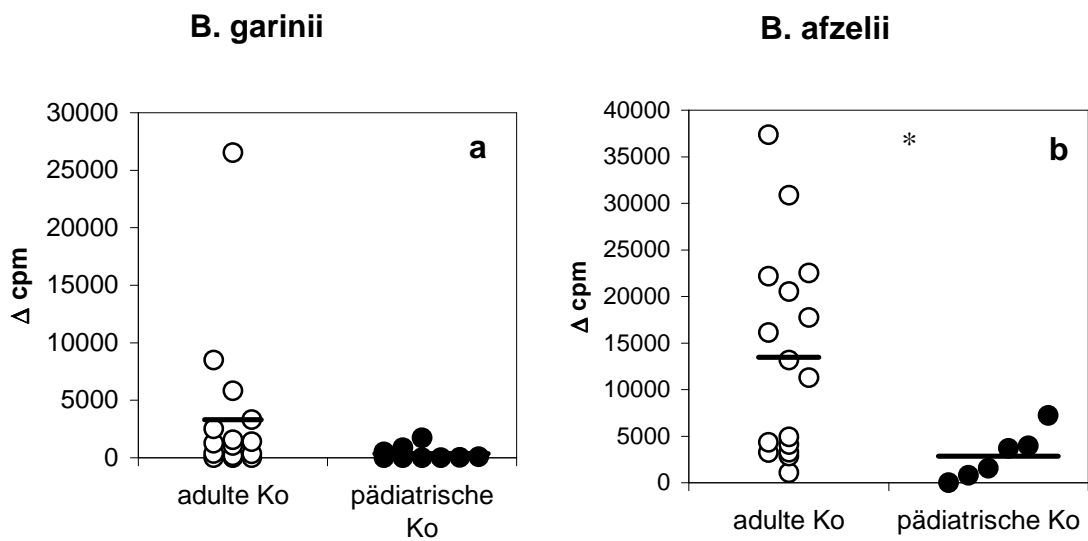 B. garinii
B. afzelii
a
Δ cpm
30000
25000
20000
15000
10000
5000
0
adulte Ko
pädiatrische
Ko
*
b
Δ cpm
40000
35000
30000
25000
20000
15000
10000
5000
0
adulte Ko
pädiatrische Ko